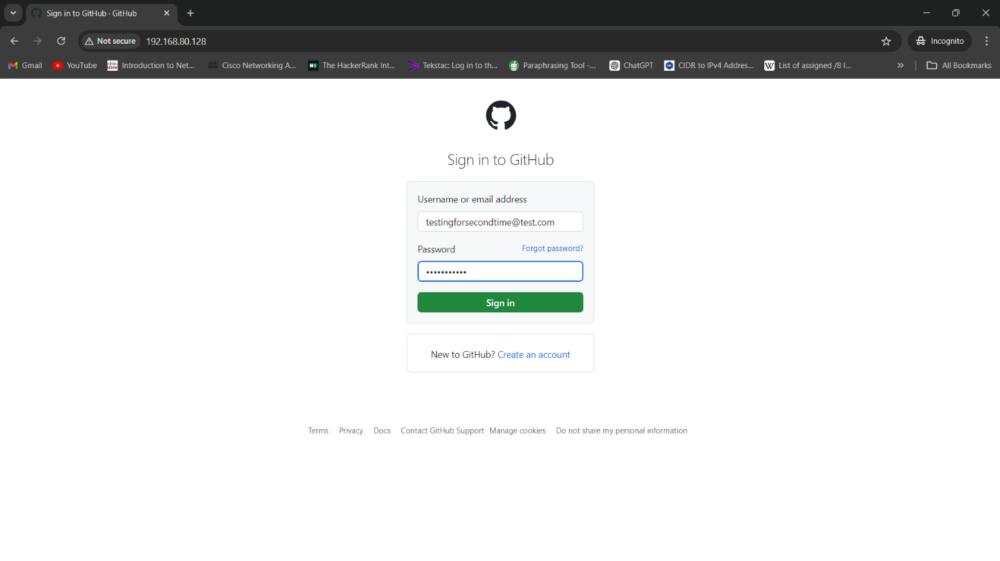 Sign in to GitHub · GitHub
Not secure
192.168.80.128
Incognito
Gmail
YouTube
Introduction to Net...
Cisco Networking A...
The HackerRank Int...
Tekstac: Log in to th...
Paraphrasing Tool -...
ChatGPT
CIDR to IPv4 Addres...
List of assigned /8 I...
All Bookmarks
Sign in to GitHub
Username or email address
testingforsecondtime@test.com
Password Forgot password?
•••••••••••
Sign in
New to GitHub? Create an account
Terms Privacy Docs Contact GitHub Support Manage cookies Do not share my personal information